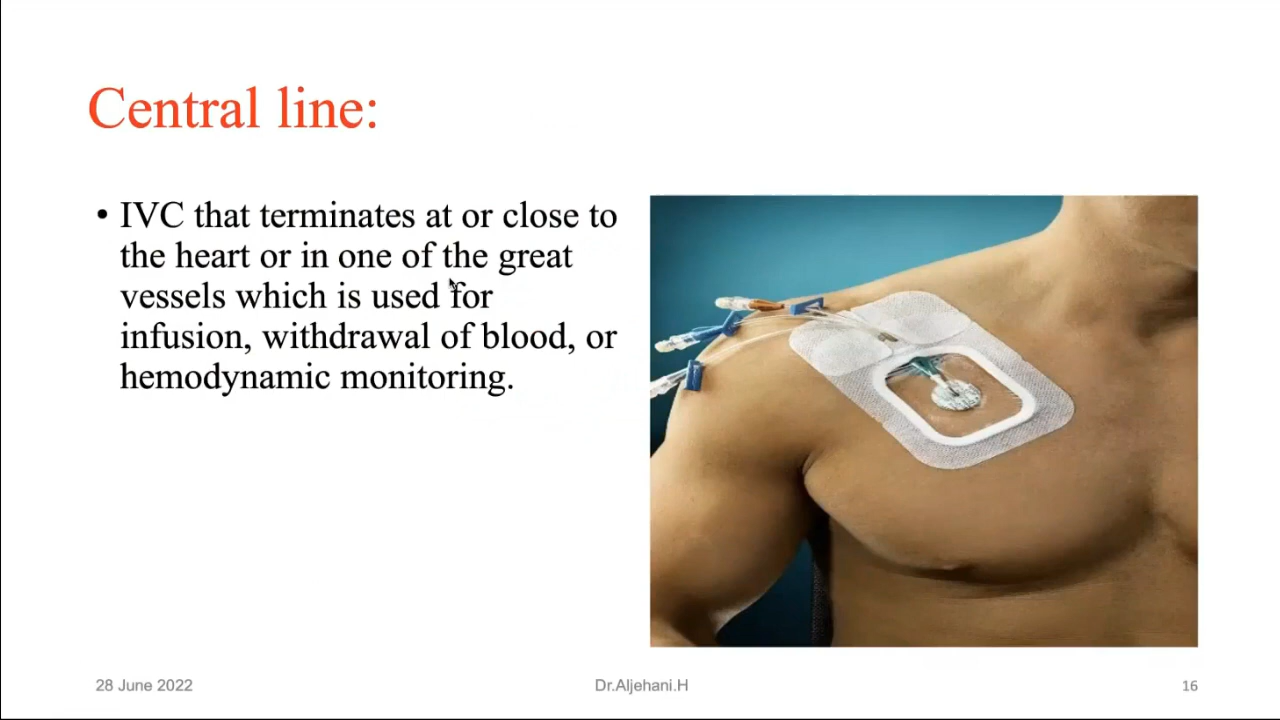 Central line:
• IVC that terminates at or close to
the heart or in one of the great
vessels which is used for
infusion, withdrawal of blood, or
hemodynamic monitoring.
28 June 2022
Dr.Aljehani.H
16